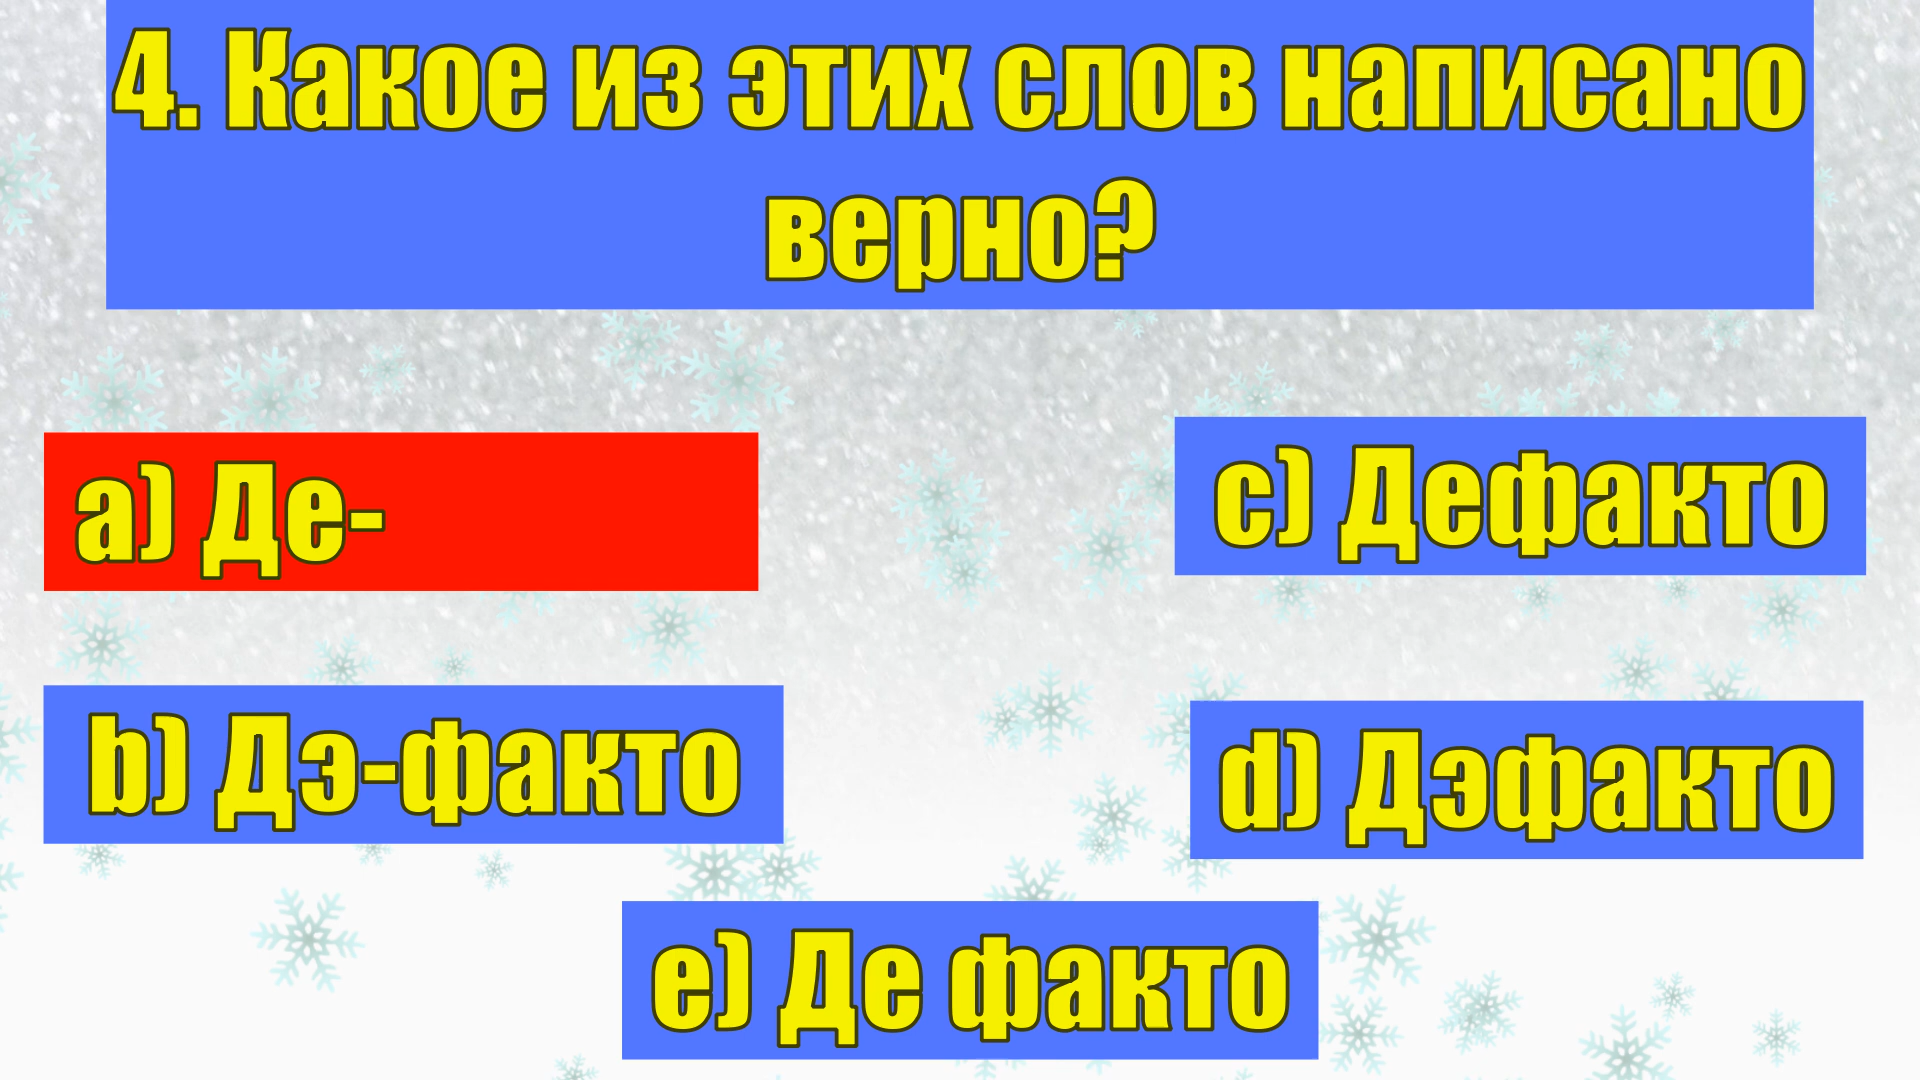 4. Какое из этих слов написано
верно?
a) Де-
c) Дефакто
b) Дэ-факто
d) Дэфакто
e) Де факто